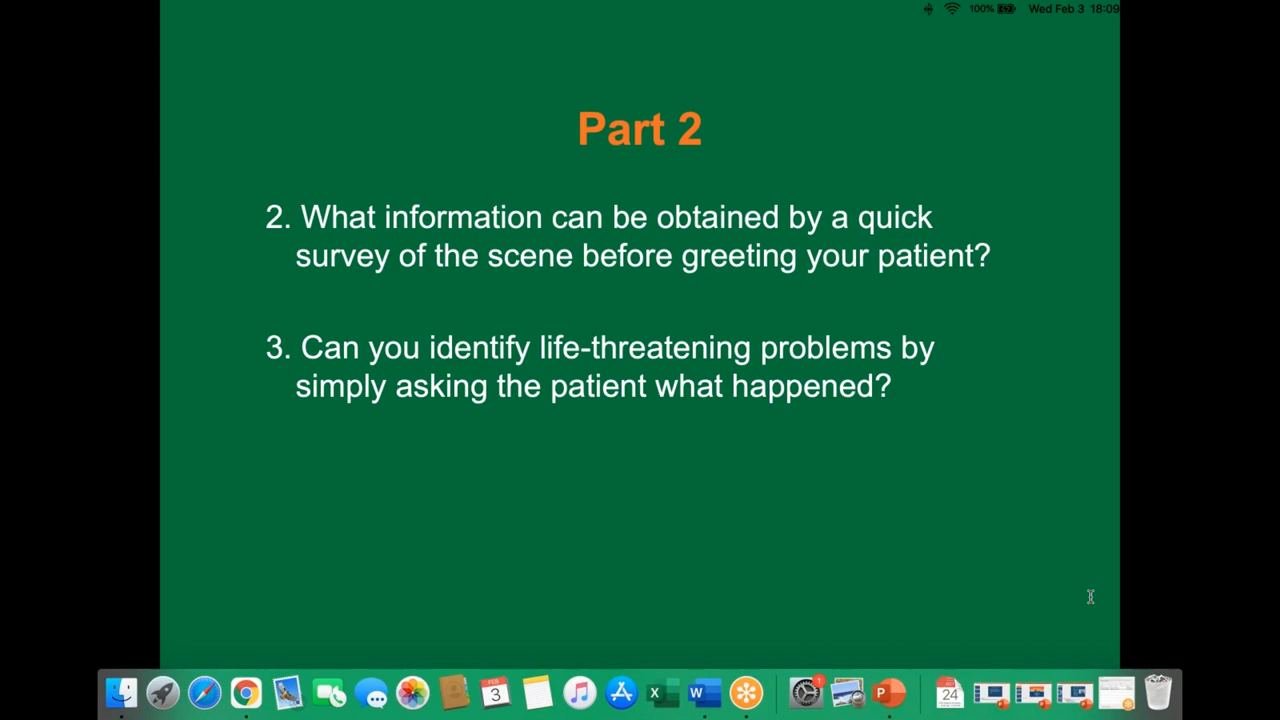 100% Wed Feb 3 18:09
Part 2
2. What information can be obtained by a quick
survey of the scene before greeting your patient?
3. Can you identify life-threatening problems by
simply asking the patient what happened?
FEB
3
X
W
1
P
24